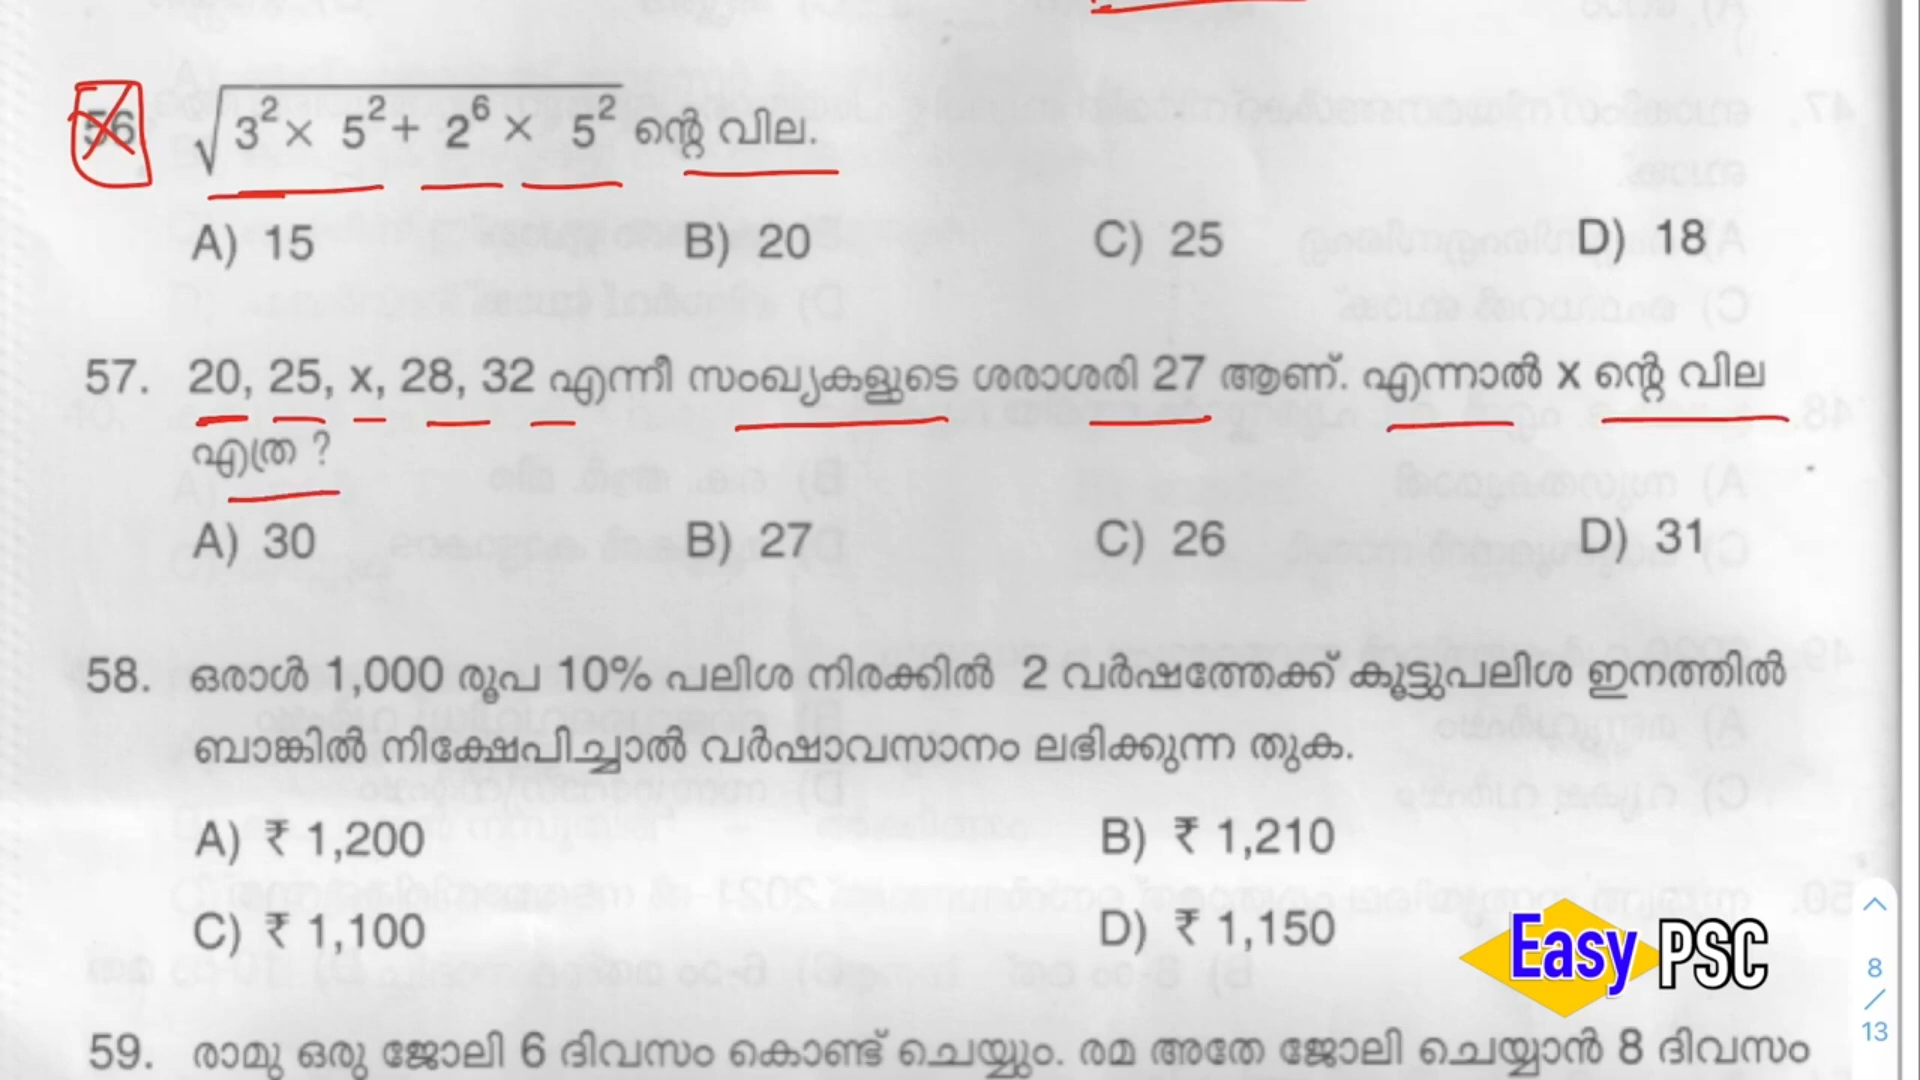 56. √3² × 5² + 2⁶ × 5² ന്റെ വില.
A) 15 B) 20 C) 25 D) 18
57. 20, 25, x, 28, 32 എന്നീ സംഖ്യകളുടെ ശരാശരി 27 ആണ്. എന്നാൽ x ന്റെ വില
എത്ര ?
A) 30 B) 27 C) 26 D) 31
58. ഒരാൾ 1,000 രൂപ 10% പലിശ നിരക്കിൽ 2 വർഷത്തേക്ക് കൂട്ടുപലിശ ഇനത്തിൽ
ബാങ്കിൽ നിക്ഷേപിച്ചാൽ വർഷാവസാനം ലഭിക്കുന്ന തുക.
A) ₹ 1,200 B) ₹ 1,210
C) ₹ 1,100 D) ₹ 1,150
Easy PSC
8
/
13
59. രാമു ഒരു ജോലി 6 ദിവസം കൊണ്ട് ചെയ്യും. രമ അതേ ജോലി ചെയ്യാൻ 8 ദിവസം